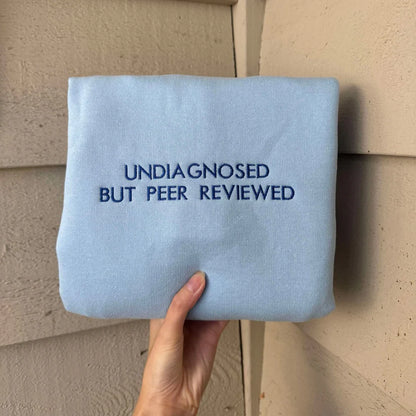 UNDIAGNOSED
BUT PEER REVIEWED